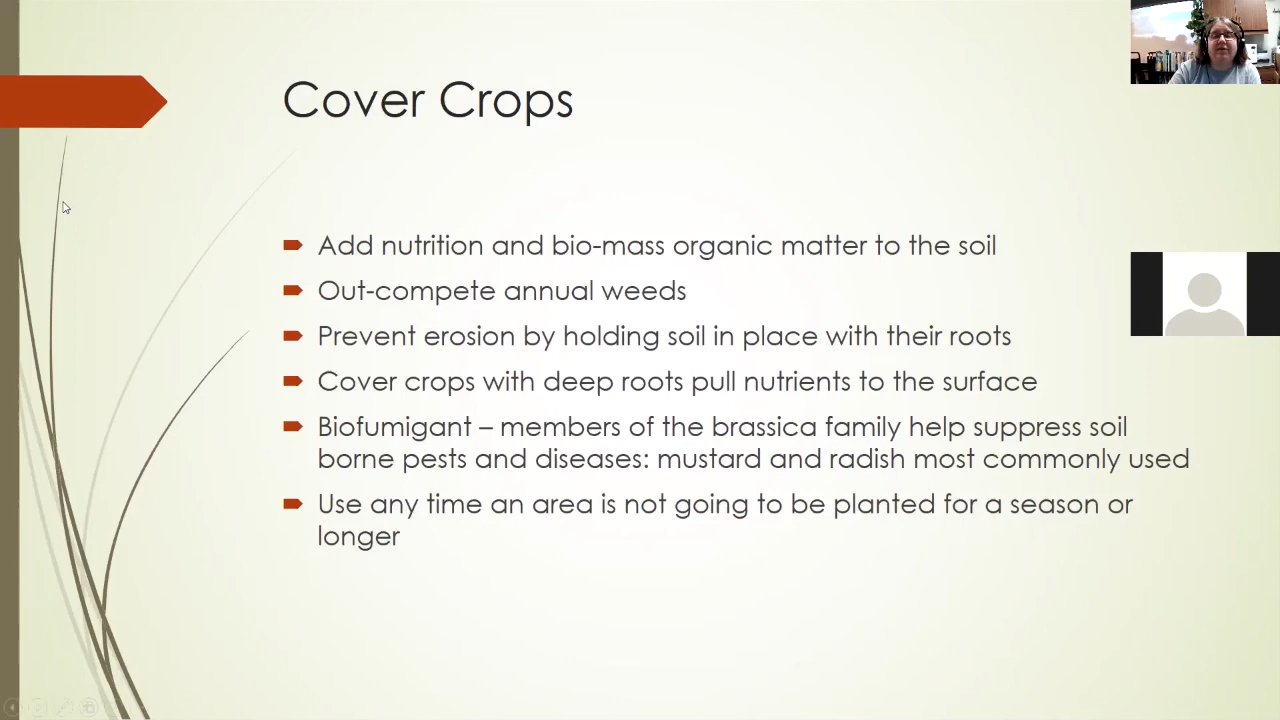 Cover Crops
Add nutrition and bio-mass organic matter to the soil
Out-compete annual weeds
Prevent erosion by holding soil in place with their roots
Cover crops with deep roots pull nutrients to the surface
Biofumigant – members of the brassica family help suppress soil
borne pests and diseases: mustard and radish most commonly used
Use any time an area is not going to be planted for a season or
longer